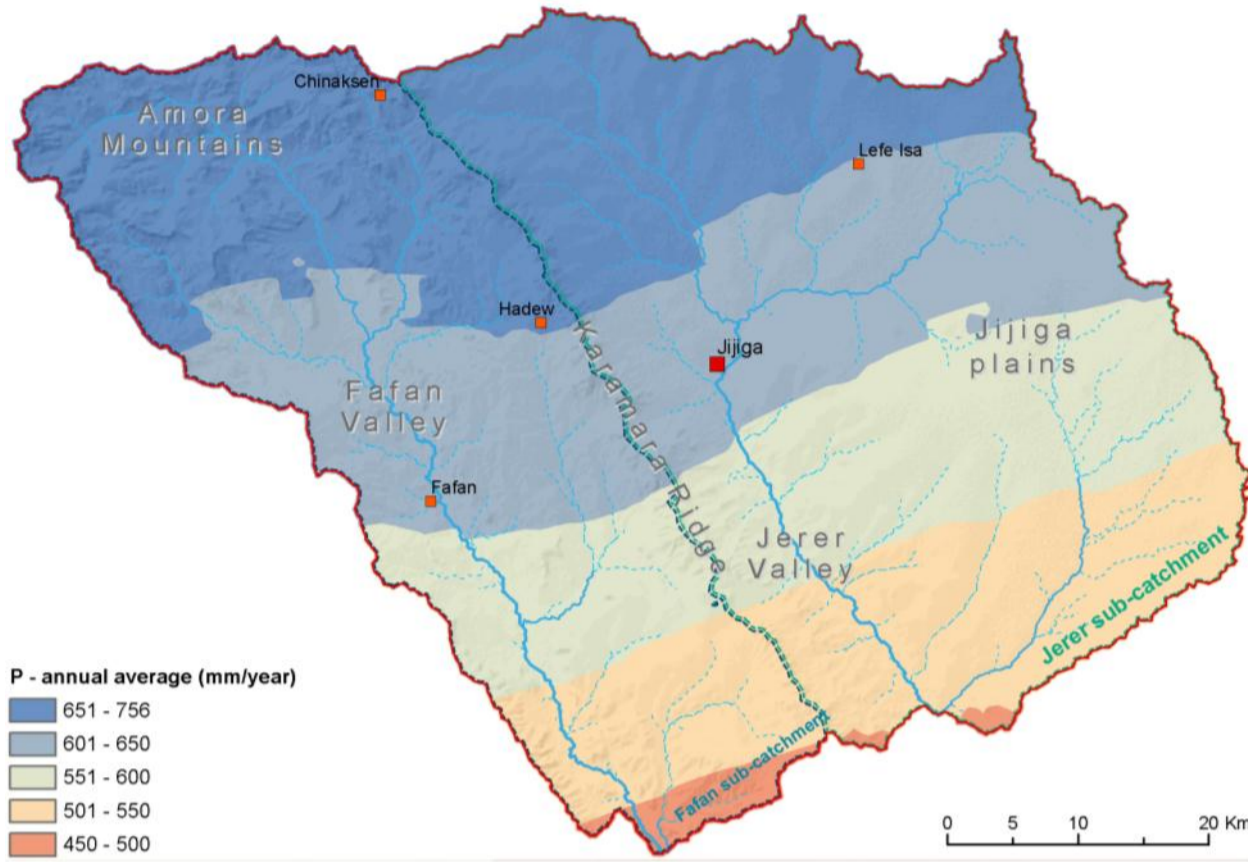 Chinaksen
Amora
Mountains
Lefe Isa
Hadew
Karamara Ridge
Jijiga
Jijiga
plains
Fafan
Valley
Fafan
Jerer
Valley
Jerer sub-catchment
Fafan sub-catchment
P - annual average (mm/year)
651 - 756
601 - 650
551 - 600
501 - 550
450 - 500
0 5 10 20 Km